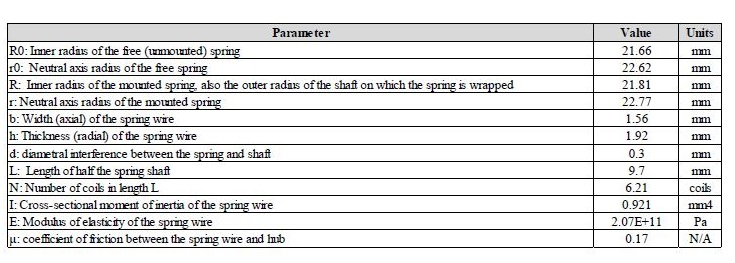 Parameter Value Units
R0: Inner radius of the free (unmounted) spring 21.66 mm
r0: Neutral axis radius of the free spring 22.62 mm
R: Inner radius of the mounted spring, also the outer radius of the shaft on which the spring is wrapped 21.81 mm
r: Neutral axis radius of the mounted spring 22.77 mm
b: Width (axial) of the spring wire 1.56 mm
h: Thickness (radial) of the spring wire 1.92 mm
d: diametral interference between the spring and shaft 0.3 mm
L: Length of half the spring shaft 9.7 mm
N: Number of coils in length L 6.21 coils
I: Cross-sectional moment of inertia of the spring wire 0.921 mm4
E: Modulus of elasticity of the spring wire 2.07E+11 Pa
μ: coefficient of friction between the spring wire and hub 0.17 N/A